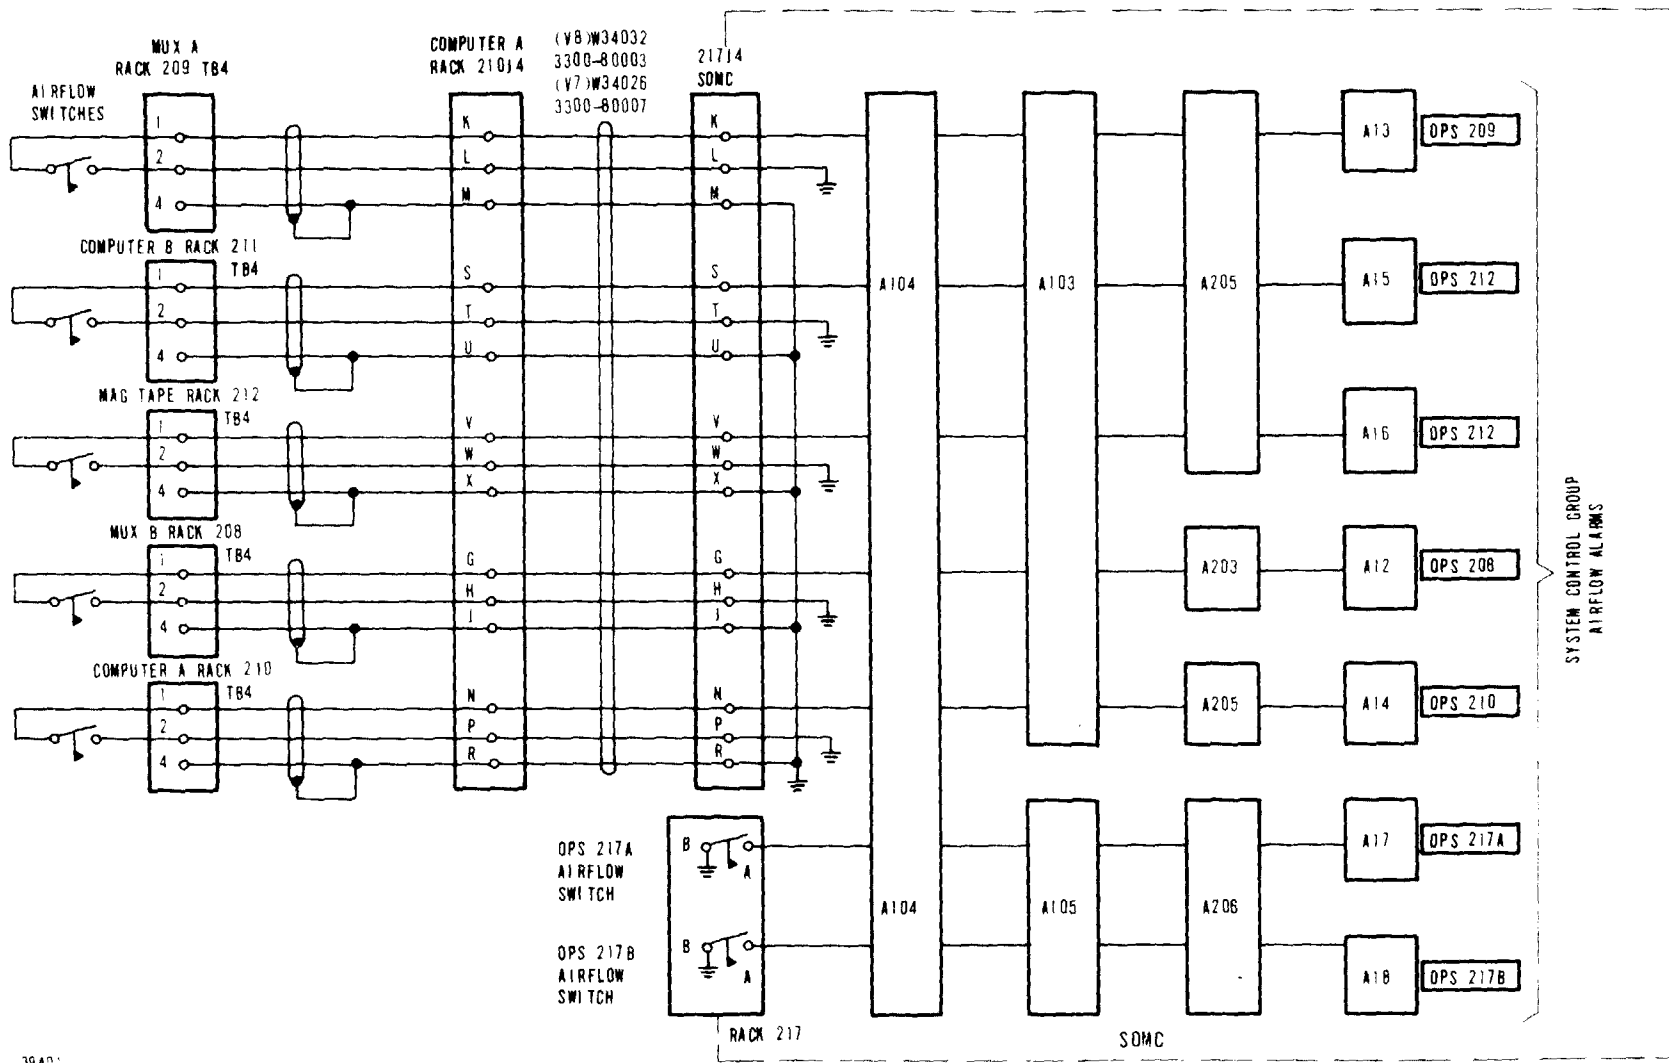 MUX A
RACK 209 TB4
AIRFLOW
SWITCHES
1
2
4
COMPUTER B RACK 211
TB4
1
2
4
MAG TAPE RACK 212
TB4
1
2
4
MUX B RACK 208
TB4
1
2
4
COMPUTER A RACK 210
TB4
1
2
4
COMPUTER A
RACK 210J4
K
L
M
S
T
U
V
W
X
G
H
J
N
P
R
(V8)W34032
3300-80003
(V7)W34026
3300-80007
217J4
SOMC
K
L
M
S
T
U
V
W
X
G
H
J
N
P
R
OPS 217A
AIRFLOW
SWITCH
B
A
OPS 217B
AIRFLOW
SWITCH
B
A
RACK 217
A104
A104
A103
A105
A205
A203
A205
A206
A13
OPS 209
A15
OPS 212
A16
OPS 212
A12
OPS 208
A14
OPS 210
A17
OPS 217A
A18
OPS 217B
SOMC
SYSTEM CONTROL GROUP
AIRFLOW ALARMS